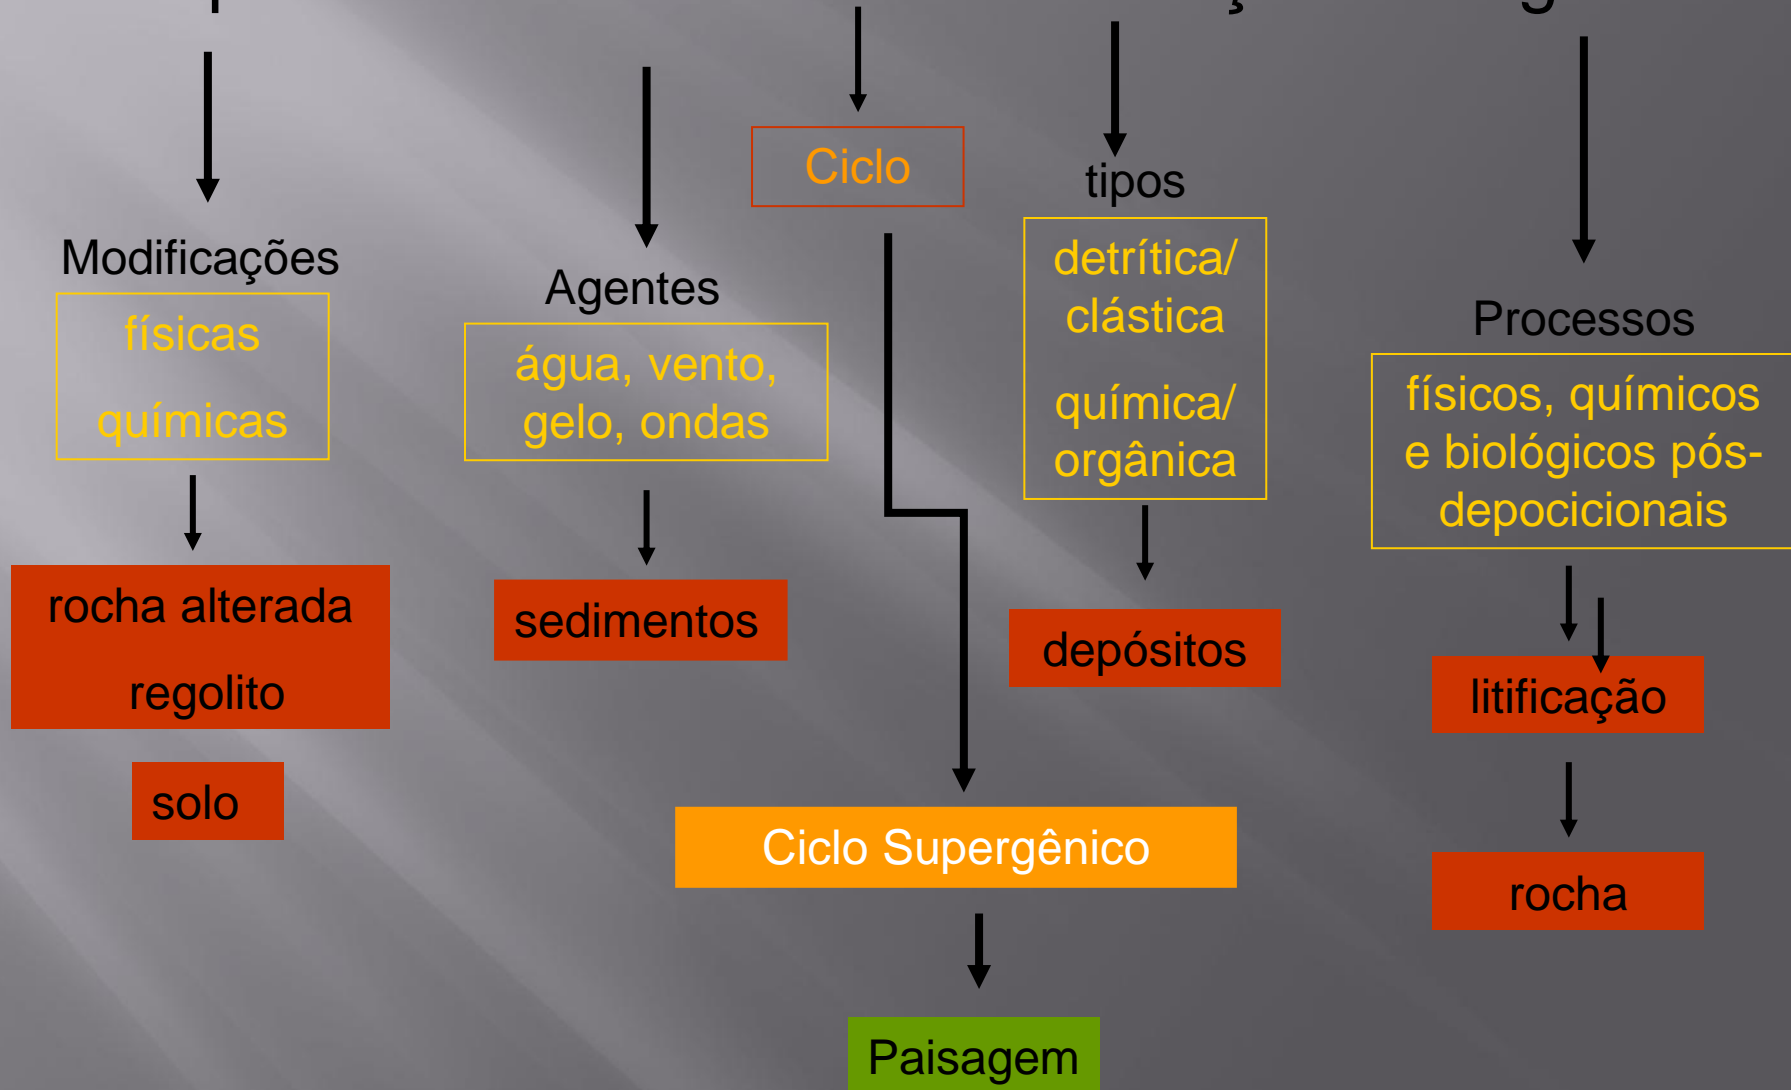 Ciclo
tipos
detrítica/
clástica
química/
orgânica
Modificações
físicas
químicas
Agentes
água, vento,
gelo, ondas
Processos
físicos, químicos
e biológicos pós-
depocicionais
rocha alterada
regolito
solo
sedimentos
depósitos
litificação
rocha
Ciclo Supergênico
Paisagem